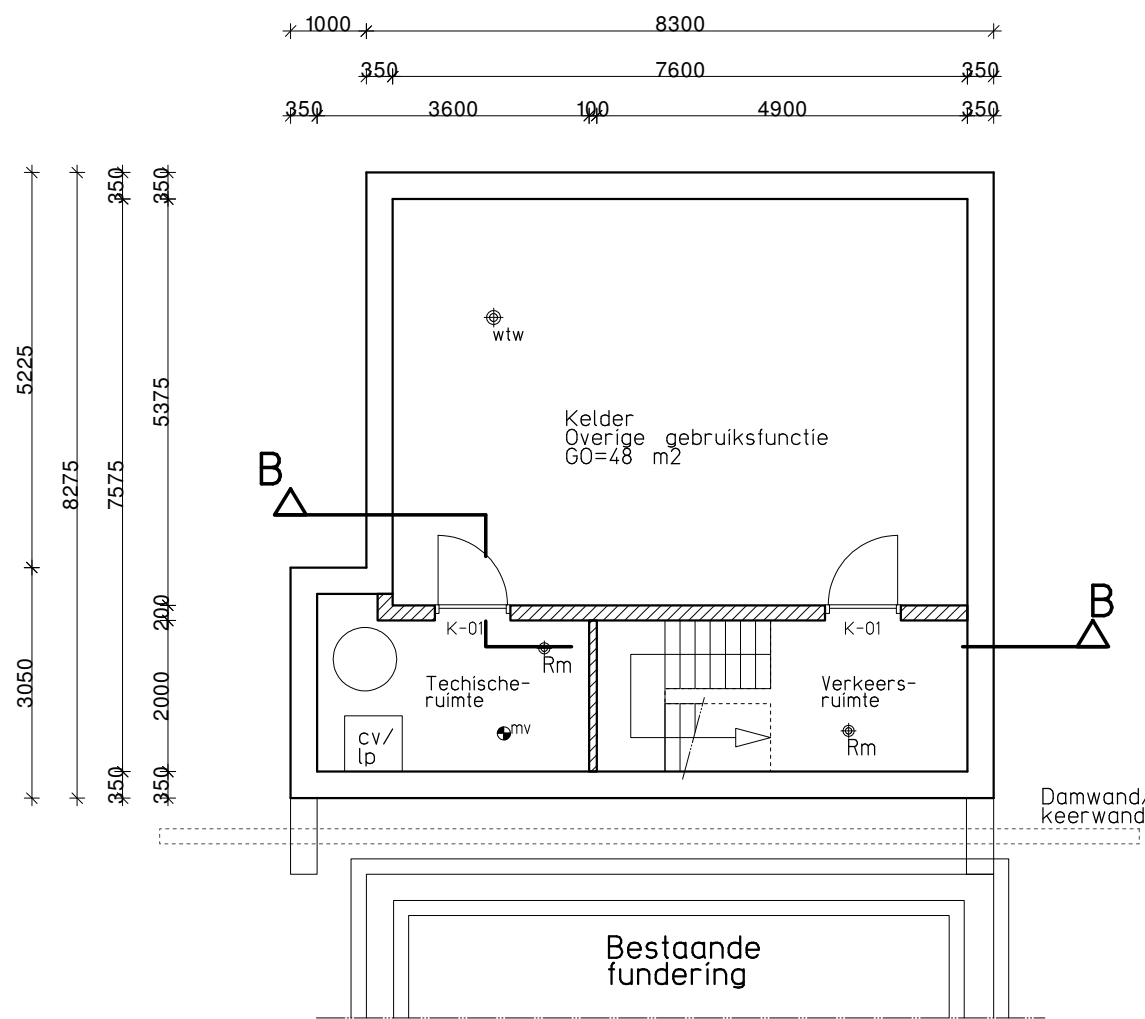 1000 8300
350 7600 350
350 3600 100 4900 350
350 350
5225
8275
7575
5375
200
3050
2000
350 350
wtw
Kelder
Overige gebruiksfunctie
GO=48 m2
B
B
K-01
K-01
Rm
Techische-
ruimte
mv
cv/
lp
Verkeers-
ruimte
Rm
Damwand/
keerwand
Bestaande
fundering